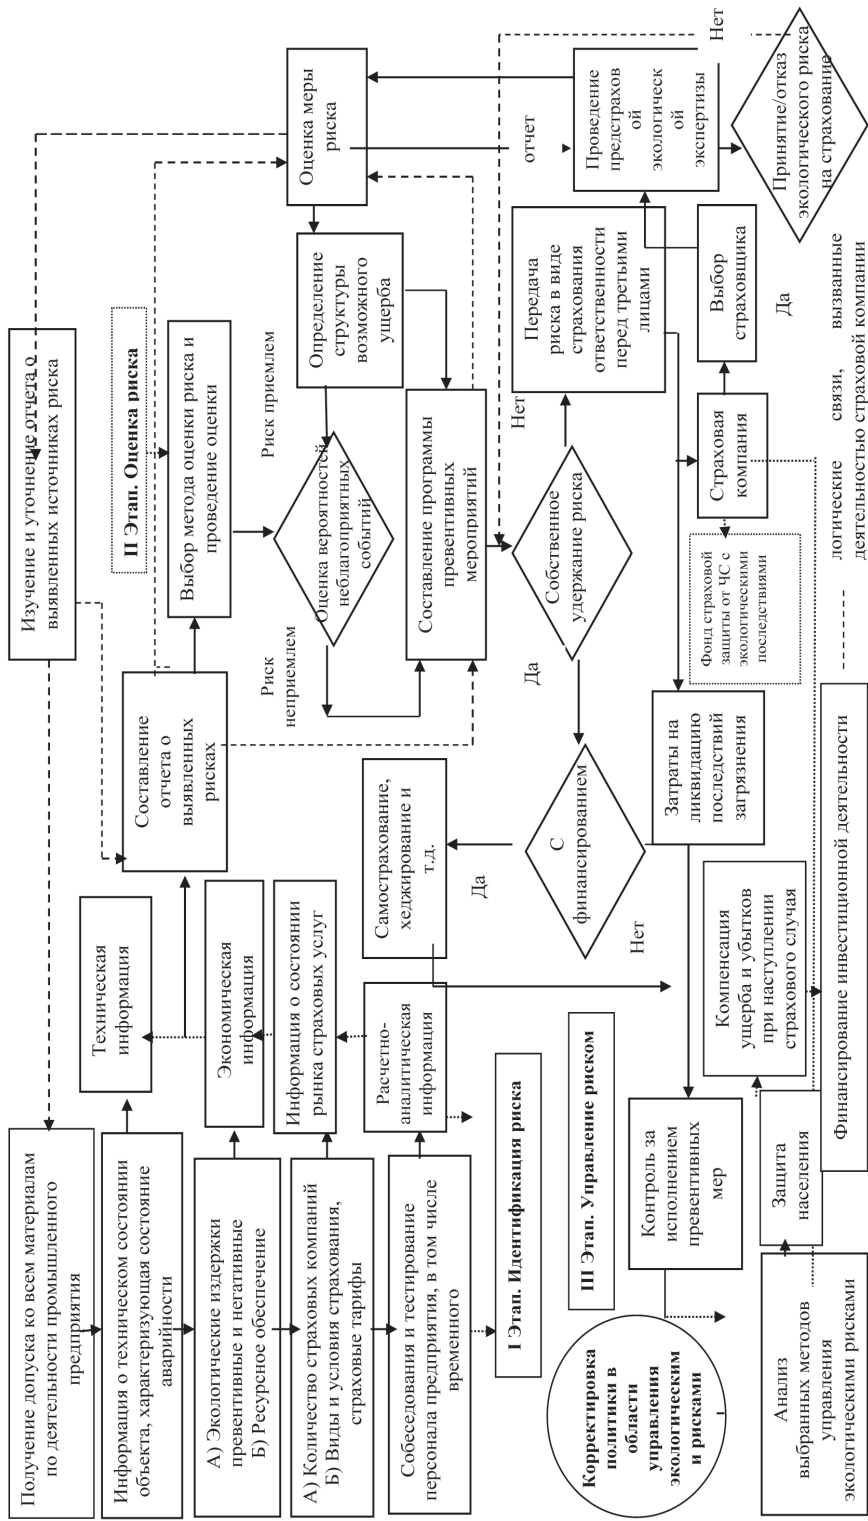 Получение допуска ко всем материалам
по деятельности промышленного
предприятия
Информация о техническом состоянии
объекта, характеризующая состояние
аварийности
А) Экологические издержки
превентивные и негативные
Б) Ресурсное обеспечение
А) Количество страховых компаний
Б) Виды и условия страхования,
страховые тарифы
Собеседования и тестирование
персонала предприятия, в том числе
временного
I Этап. Идентификация риска
Техническая
информация
Экономическая
информация
Информация о состоянии
рынка страховых услуг
Расчетно-
аналитическая
информация
Изучение и уточнение отчета о
выявленных источниках риска
Составление
отчета о
выявленных
рисках
II Этап. Оценка риска
Выбор метода оценки риска и
проведение оценки
Риск приемлем
Оценка вероятностей
неблагоприятных
событий
Риск
неприемлем
Оценка меры
риска
Определение
структуры
возможного
ущерба
Составление программы
превентивных
мероприятий
отчет
Проведение
предстрахов
ой
экологическ
ой
экспертизы
Нет
Принятие/отказ
экологического риска
на страхование
Да
Передача
риска в виде
страхования
ответственности
перед третьими
лицами
Нет
Собственное
удержание риска
Да
Выбор
страховщика
Страховая
компания
Фонд страховой
защиты от ЧС с
экологическими
последствиями
Затраты на
ликвидацию
последствий
загрязнения
Самострахование,
хеджирование и
т.д.
Да
С
финансированием
Нет
III Этап. Управление риском
Контроль за
исполнением
превентивных
мер
Компенсация
ущерба и убытков
при наступлении
страхового случая
Защита
населения
Финансирование инвестиционной деятельности
Корректировка
политики в
области
управления
экологическим
и рисками
Анализ
выбранных методов
управления
экологическими рисками
логические связи, вызванные
деятельностью страховой компании